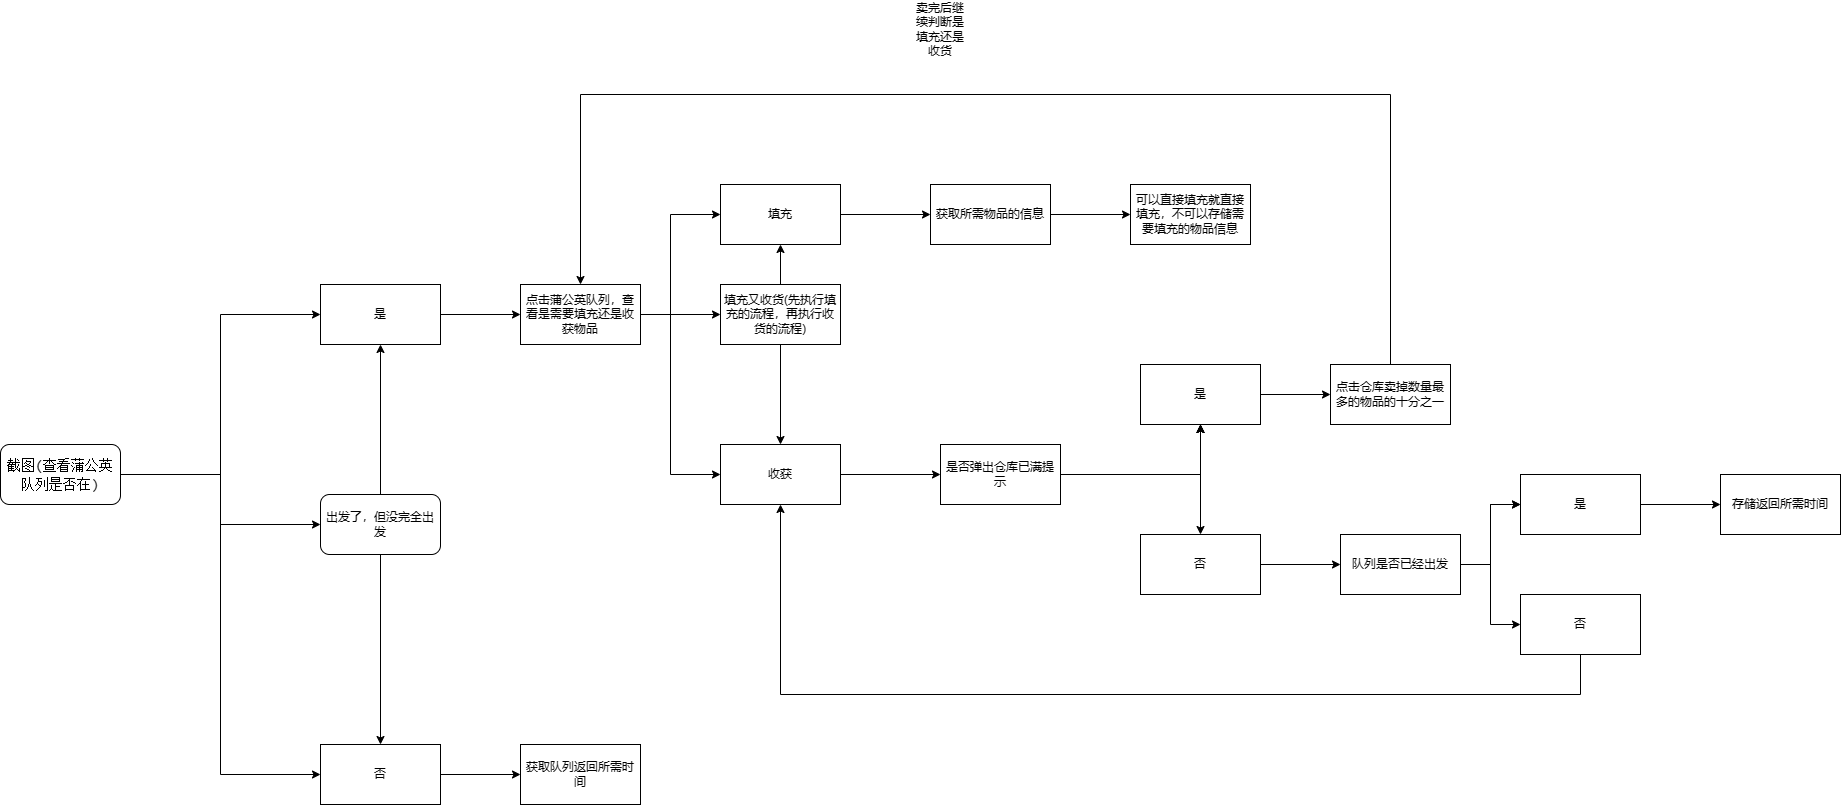 卖完后继
续判断是
填充还是
收货
填充
获取所需物品的信息
可以直接填充就直接
填充，不可以存储需
要填充的物品信息
是
点击蒲公英队列，查
看是需要填充还是收
获物品
填充又收货(先执行填
充的流程，再执行收
货的流程)
是
点击仓库卖掉数量最
多的物品的十分之一
截图(查看蒲公英
队列是否在)
收获
是否弹出仓库已满提
示
是
存储返回所需时间
出发了，但没完全出
发
否
队列是否已经出发
否
否
获取队列返回所需时
间